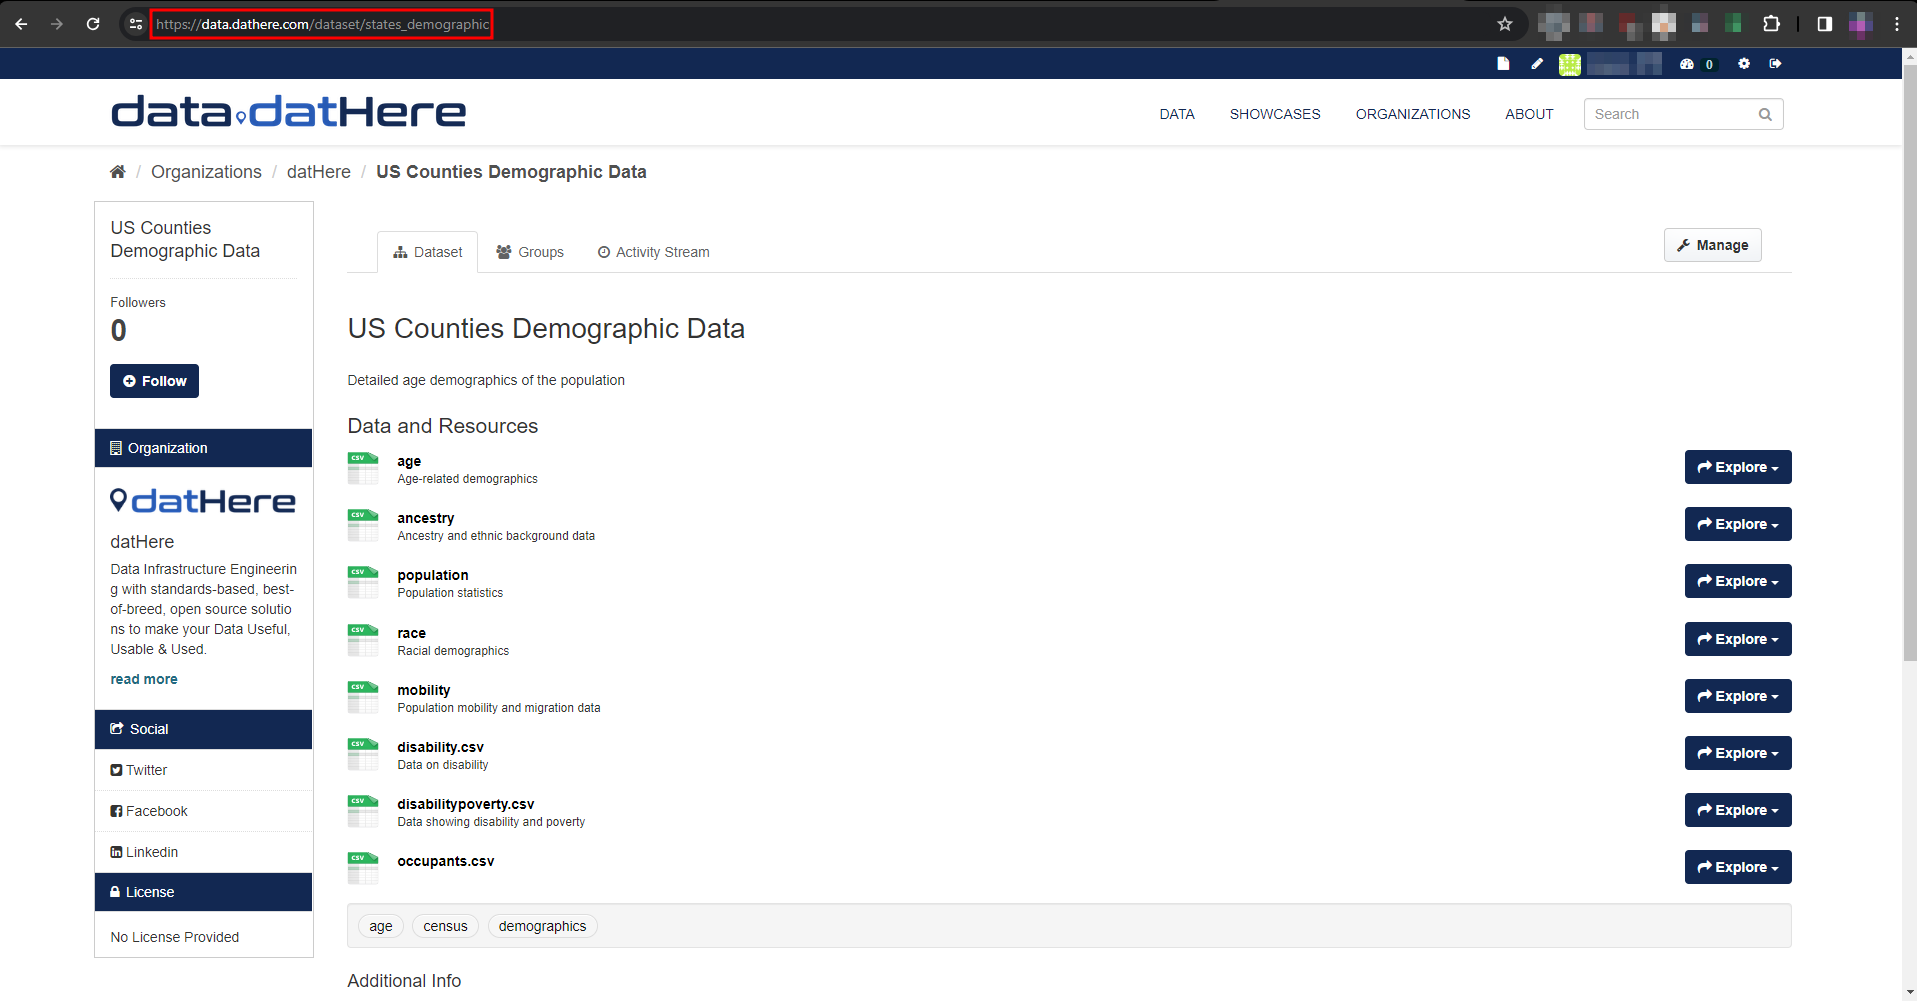 https://data.dathere.com/dataset/states_demographic
0
data datHere
DATA SHOWCASES ORGANIZATIONS ABOUT Search
/ Organizations / datHere / US Counties Demographic Data
US Counties
Demographic Data
Followers
0
Follow
Organization
datHere
datHere
Data Infrastructure Engineerin
g with standards-based, best-
of-breed, open source solutio
ns to make your Data Useful,
Usable & Used.
read more
Social
Twitter
Facebook
Linkedin
License
No License Provided
Dataset Groups Activity Stream Manage
US Counties Demographic Data
Detailed age demographics of the population
Data and Resources
CSV age Explore
Age-related demographics
CSV ancestry Explore
Ancestry and ethnic background data
CSV population Explore
Population statistics
CSV race Explore
Racial demographics
CSV mobility Explore
Population mobility and migration data
CSV disability.csv Explore
Data on disability
CSV disabilitypoverty.csv Explore
Data showing disability and poverty
CSV occupants.csv Explore
age census demographics
Additional Info